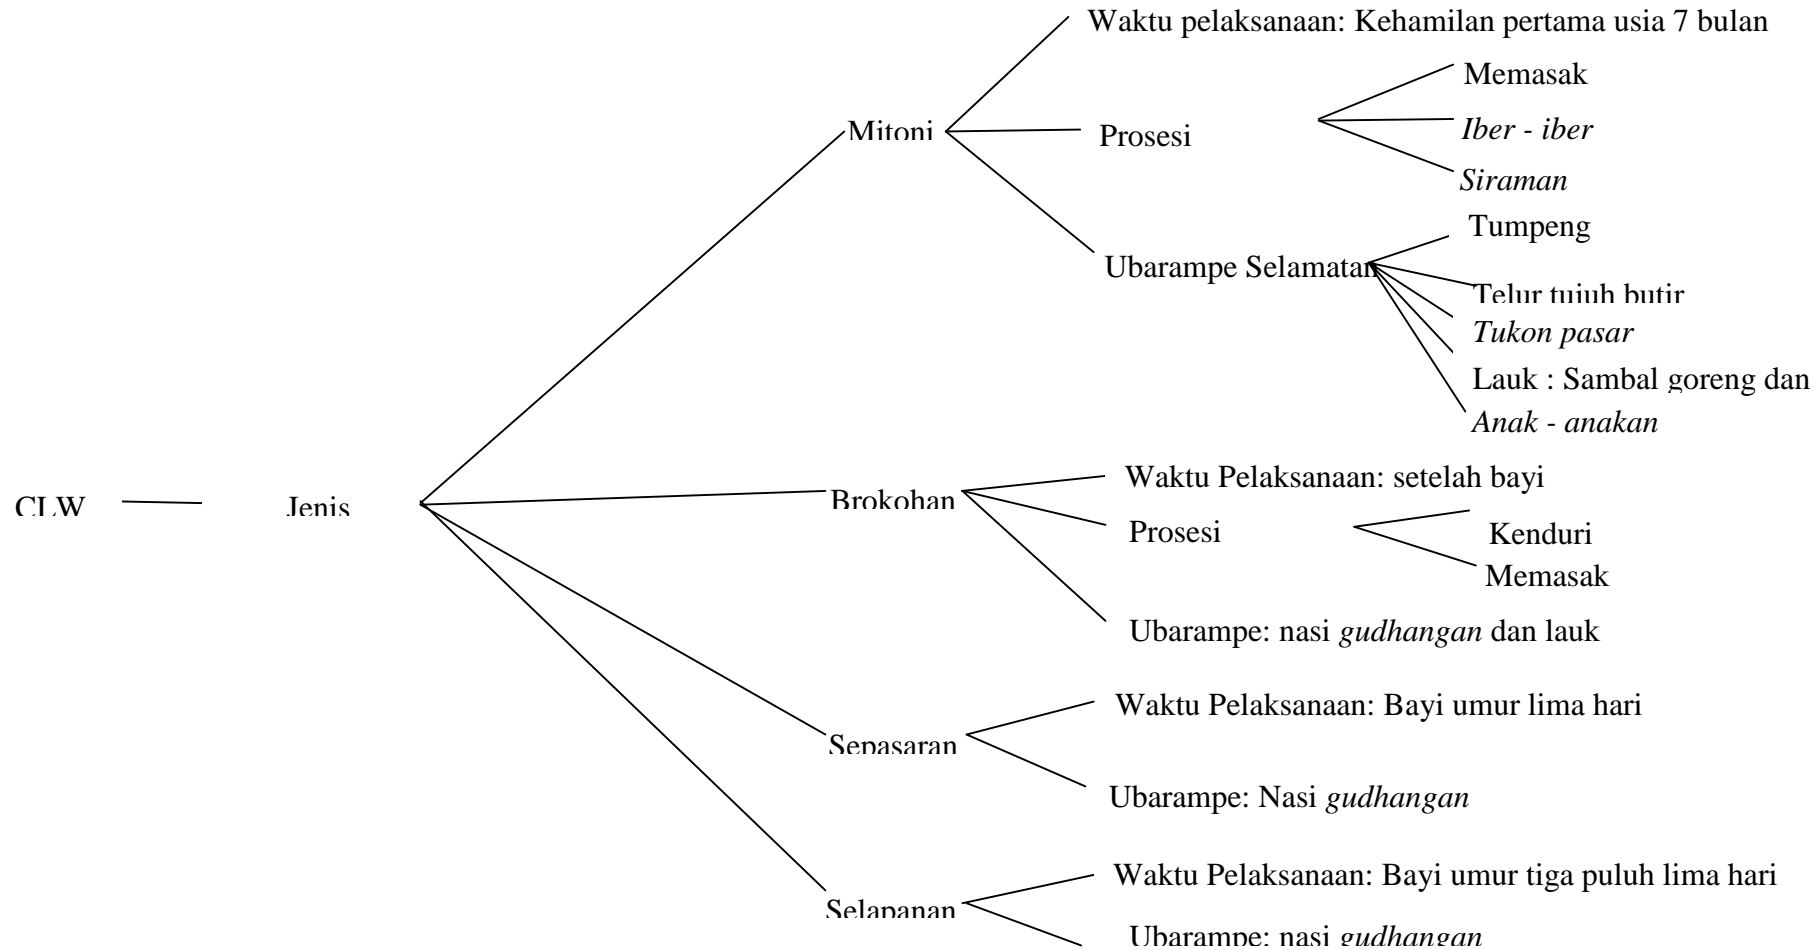 Waktu pelaksanaan: Kehamilan pertama usia 7 bulan
Memasak
Mitoni
Prosesi
Iber - iber
Siraman
Tumpeng
Ubarampe Selamatan
Telur tujuh butir
Tukon pasar
Lauk : Sambal goreng dan
Anak - anakan
CLW
Jenis
Brokohan
Waktu Pelaksanaan: setelah bayi
Prosesi
Kenduri
Memasak
Ubarampe: nasi gudhangan dan lauk
Sepasaran
Waktu Pelaksanaan: Bayi umur lima hari
Ubarampe: Nasi gudhangan
Selapanan
Waktu Pelaksanaan: Bayi umur tiga puluh lima hari
Ubarampe: nasi gudhangan